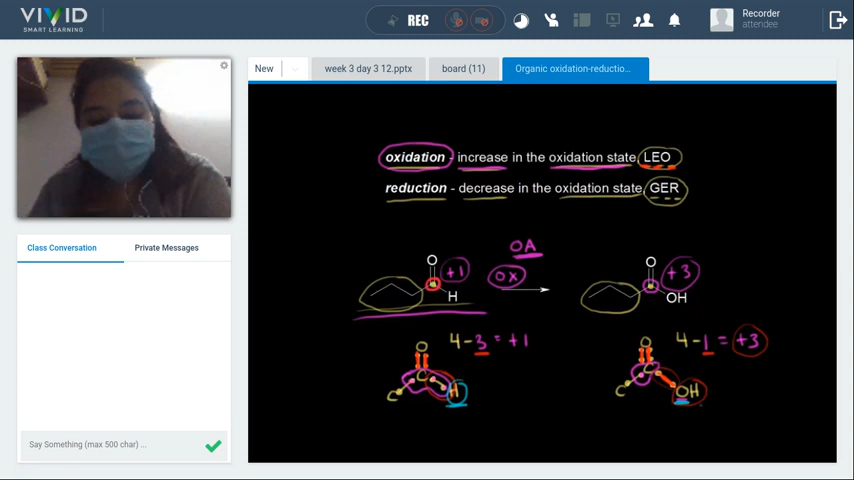 VIVID
SMART LEARNING
REC
Recorder
attendee
New
week 3 day 3 12.pptx
board (11)
Organic oxidation-reductio...
oxidation - increase in the oxidation state LEO
reduction - decrease in the oxidation state GER
OA
O +1 OX O +3
H OH
O 4-3=+1 O 4-1=+3
C C H C C OH
Class Conversation
Private Messages
Say Something (max 500 char) ...